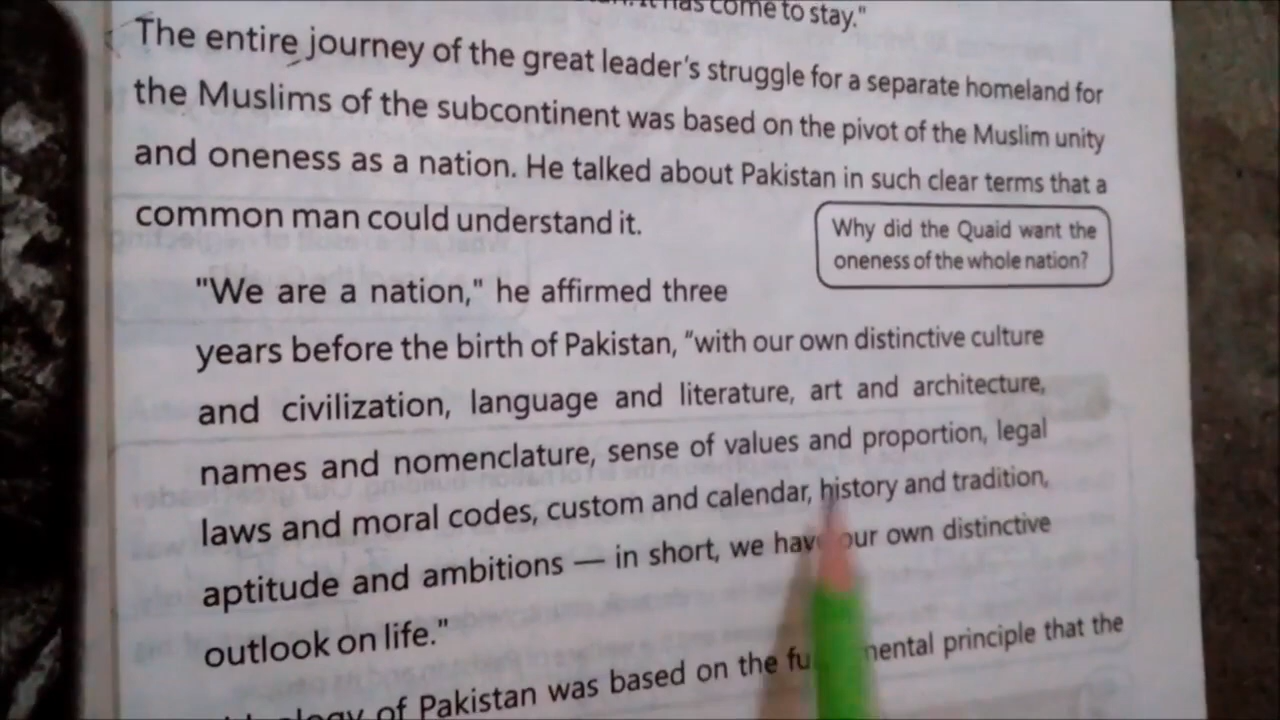 has come to stay."
The entire journey of the great leader's struggle for a separate homeland for
the Muslims of the subcontinent was based on the pivot of the Muslim unity
and oneness as a nation. He talked about Pakistan in such clear terms that a
common man could understand it.
Why did the Quaid want the
oneness of the whole nation?
"We are a nation," he affirmed three
years before the birth of Pakistan, "with our own distinctive culture
and civilization, language and literature, art and architecture,
names and nomenclature, sense of values and proportion, legal
laws and moral codes, custom and calendar, history and tradition,
aptitude and ambitions — in short, we have our own distinctive
outlook on life."
of Pakistan was based on the principle that the